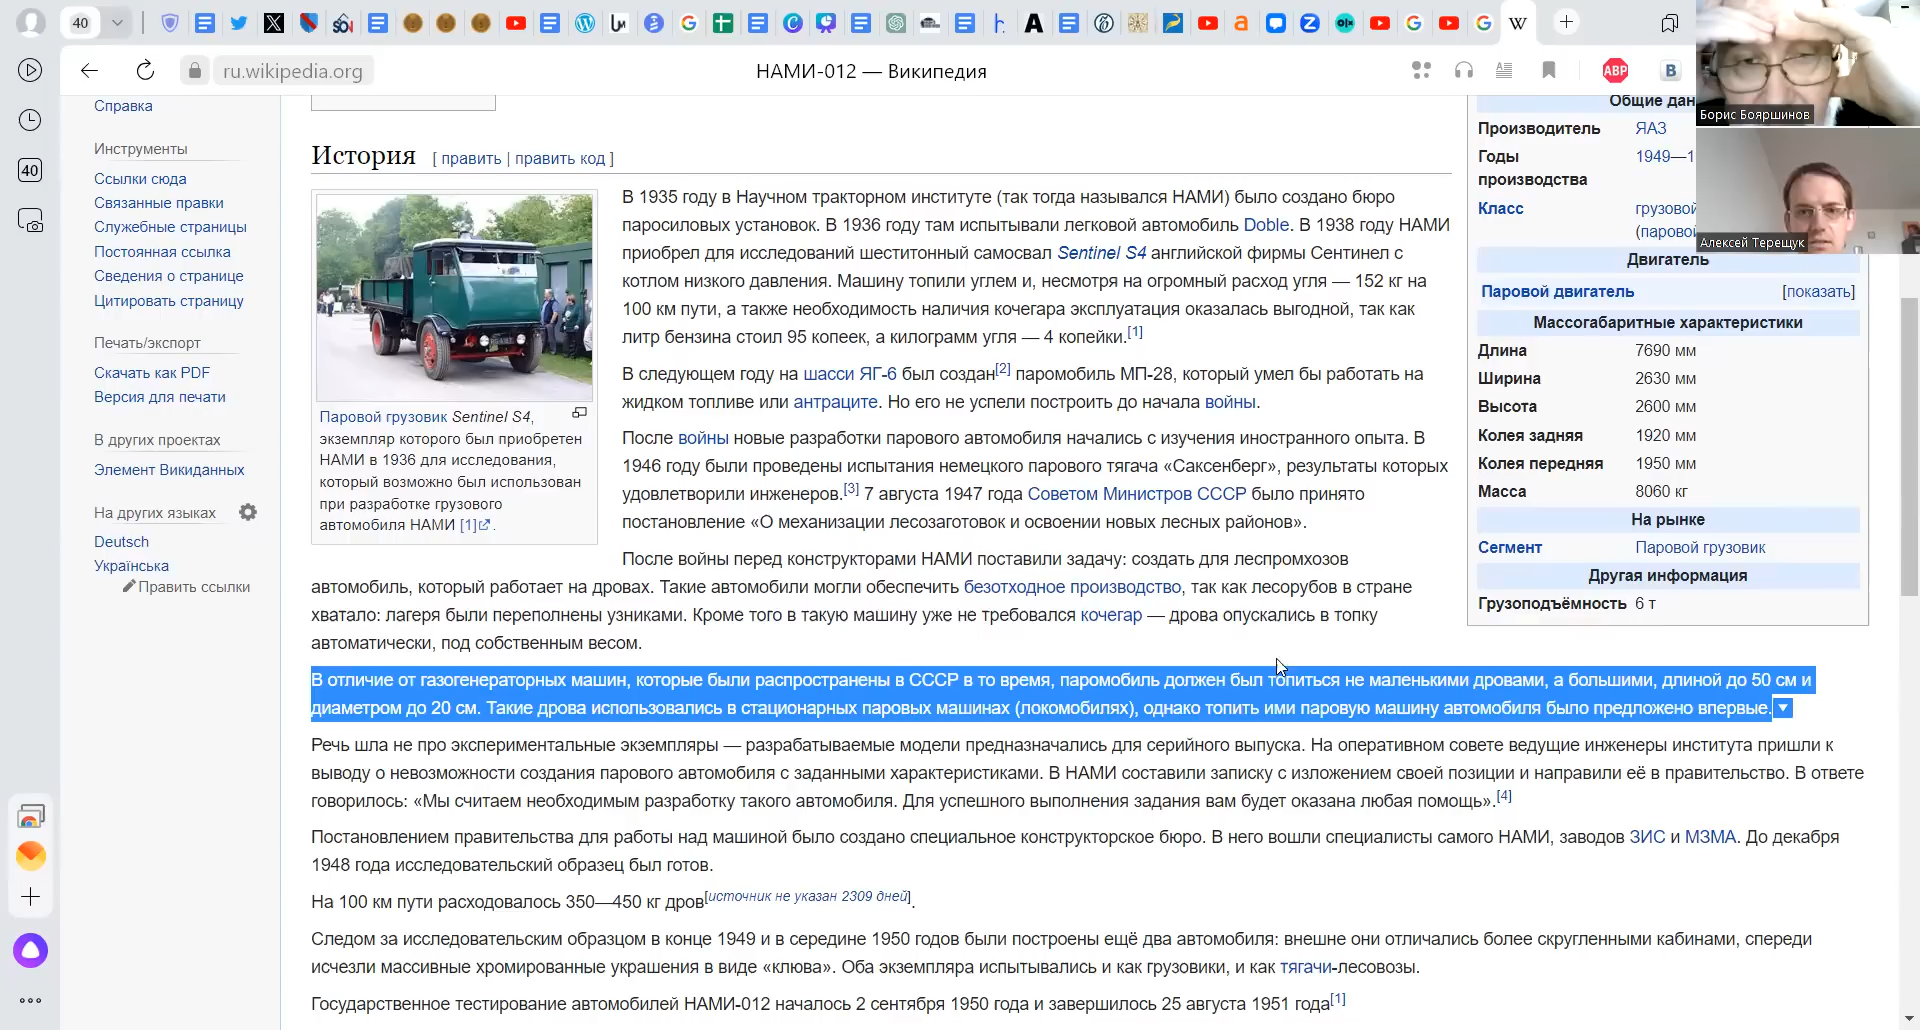 80
40
ru.wikipedia.org
НАМИ-012 — Википедия
ABP
B
Борис Бояршинов
Алексей Терещук
Справка
Инструменты
Ссылки сюда
Связанные правки
Служебные страницы
Постоянная ссылка
Сведения о странице
Цитировать страницу
Печать/экспорт
Скачать как PDF
Версия для печати
В других проектах
Элемент Викиданных
На других языках
Deutsch
Українська
Править ссылки
История [ править | править код ]
Паровой грузовик Sentinel S4,
экземпляр которого был приобретен
НАМИ в 1936 для исследования,
который возможно был использован
при разработке грузового
автомобиля НАМИ [1].
В 1935 году в Научном тракторном институте (так тогда назывался НАМИ) было создано бюро
паросиловых установок. В 1936 году там испытывали легковой автомобиль Doble. В 1938 году НАМИ
приобрел для исследований шеститонный самосвал Sentinel S4 английской фирмы Сентинел с
котлом низкого давления. Машину топили углем и, несмотря на огромный расход угля — 152 кг на
100 км пути, а также необходимость наличия кочегара эксплуатация оказалась выгодной, так как
литр бензина стоил 95 копеек, а килограмм угля — 4 копейки.[1]
В следующем году на шасси ЯГ-6 был создан[2] паромобиль МП-28, который умел бы работать на
жидком топливе или антраците. Но его не успели построить до начала войны.
После войны новые разработки парового автомобиля начались с изучения иностранного опыта. В
1946 году были проведены испытания немецкого парового тягача «Саксенберг», результаты которых
удовлетворили инженеров.[3] 7 августа 1947 года Советом Министров СССР было принято
постановление «О механизации лесозаготовок и освоении новых лесных районов».
После войны перед конструкторами НАМИ поставили задачу: создать для леспромхозов
автомобиль, который работает на дровах. Такие автомобили могли обеспечить безотходное производство, так как лесорубов в стране
хватало: лагеря были переполнены узниками. Кроме того в такую машину уже не требовался кочегар — дрова опускались в топку
автоматически, под собственным весом.
В отличие от газогенераторных машин, которые были распространены в СССР в то время, паромобиль должен был топиться не маленькими дровами, а большими, длиной до 50 см и
диаметром до 20 см. Такие дрова использовались в стационарных паровых машинах (локомобилях), однако топить ими паровую машину автомобиля было предложено впервые.
Речь шла не про экспериментальные экземпляры — разрабатываемые модели предназначались для серийного выпуска. На оперативном совете ведущие инженеры института пришли к
выводу о невозможности создания парового автомобиля с заданными характеристиками. В НАМИ составили записку с изложением своей позиции и направили её в правительство. В ответе
говорилось: «Мы считаем необходимым разработку такого автомобиля. Для успешного выполнения задания вам будет оказана любая помощь».[4]
Постановлением правительства для работы над машиной было создано специальное конструкторское бюро. В него вошли специалисты самого НАМИ, заводов ЗИС и МЗМА. До декабря
1948 года исследовательский образец был готов.
На 100 км пути расходовалось 350—450 кг дров[источник не указан 2309 дней].
Следом за исследовательским образцом в конце 1949 и в середине 1950 годов были построены ещё два автомобиля: внешне они отличались более скругленными кабинами, спереди
исчезли массивные хромированные украшения в виде «клюва». Оба экземпляра испытывались и как грузовики, и как тягачи-лесовозы.
Государственное тестирование автомобилей НАМИ-012 началось 2 сентября 1950 года и завершилось 25 августа 1951 года[1]
Общие дан
Производитель ЯАЗ
Годы 1949—1
производства
Класс грузовой
(паровой
Двигатель
Паровой двигатель [показать]
Массогабаритные характеристики
Длина 7690 мм
Ширина 2630 мм
Высота 2600 мм
Колея задняя 1920 мм
Колея передняя 1950 мм
Масса 8060 кг
На рынке
Сегмент Паровой грузовик
Другая информация
Грузоподъёмность 6 т